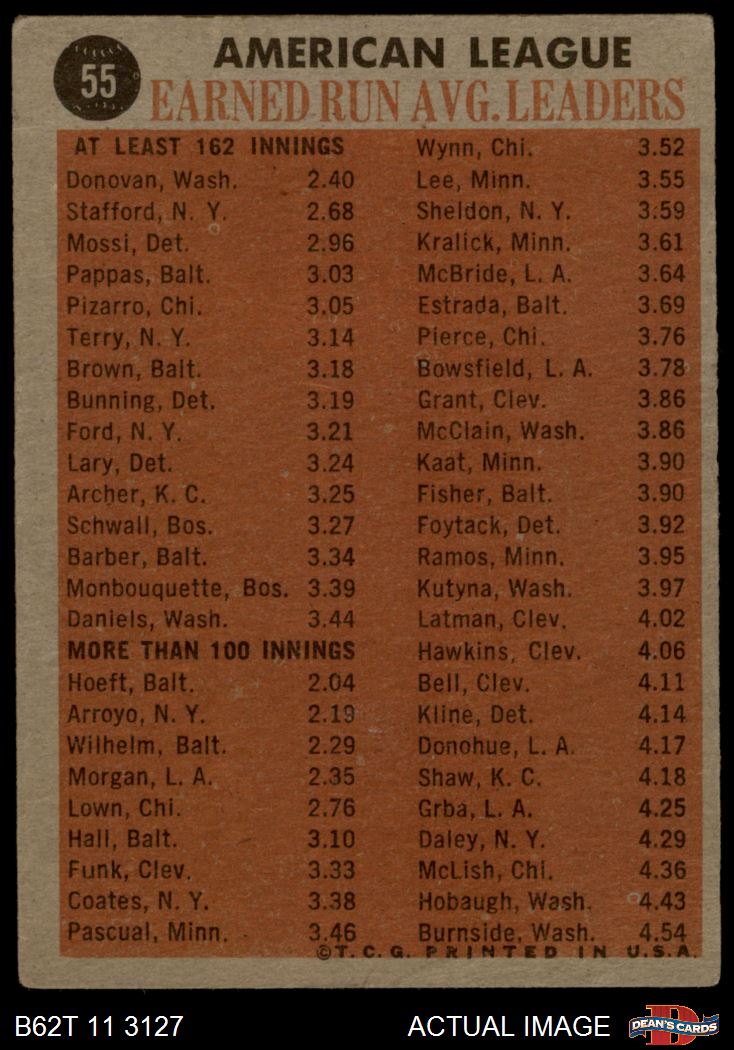 55
AMERICAN LEAGUE
EARNED RUN AVG. LEADERS
AT LEAST 162 INNINGS
Donovan, Wash. 2.40
Stafford, N. Y. 2.68
Mossi, Det. 2.96
Pappas, Balt. 3.03
Pizarro, Chi. 3.05
Terry, N. Y. 3.14
Brown, Balt. 3.18
Bunning, Det. 3.19
Ford, N. Y. 3.21
Lary, Det. 3.24
Archer, K. C. 3.25
Schwall, Bos. 3.27
Barber, Balt. 3.34
Monbouquette, Bos. 3.39
Daniels, Wash. 3.44
MORE THAN 100 INNINGS
Hoeft, Balt. 2.04
Arroyo, N. Y. 2.19
Wilhelm, Balt. 2.29
Morgan, L. A. 2.35
Lown, Chi. 2.76
Hall, Balt. 3.10
Funk, Clev. 3.33
Coates, N. Y. 3.38
Pascual, Minn. 3.46
Wynn, Chi. 3.52
Lee, Minn. 3.55
Sheldon, N. Y. 3.59
Kralick, Minn. 3.61
McBride, L. A. 3.64
Estrada, Balt. 3.69
Pierce, Chi. 3.76
Bowsfield, L. A. 3.78
Grant, Clev. 3.86
McClain, Wash. 3.86
Kaat, Minn. 3.90
Fisher, Balt. 3.90
Foytack, Det. 3.92
Ramos, Minn. 3.95
Kutyna, Wash. 3.97
Latman, Clev. 4.02
Hawkins, Clev. 4.06
Bell, Clev. 4.11
Kline, Det. 4.14
Donohue, L. A. 4.17
Shaw, K. C. 4.18
Grba, L. A. 4.25
Daley, N. Y. 4.29
McLish, Chi. 4.36
Hobaugh, Wash. 4.43
Burnside, Wash. 4.54
©T. C. G. PRINTED IN U.S.A.
B62T 11 3127 ACTUAL IMAGE
D
DEAN'S CARDS